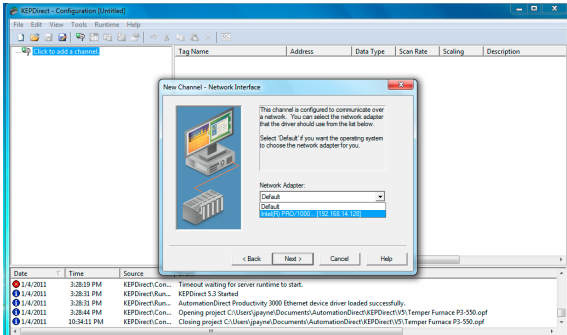 KEPDirect - Configuration [Untitled]
File Edit View Tools Runtime Help
Click to add a channel.
Tag Name Address Data Type Scan Rate Scaling Description
New Channel - Network Interface
This channel is configured to communicate over
a network. You can select the network adapter
that the driver should use from the list below.
Select 'Default' if you want the operating system
to choose the network adapter for you.
Network Adapter:
Default
Default
Intel(R) PRO/1000... [192.168.14.128]
< Back Next > Cancel Help
Date Time Source
1/4/2011 3:28:19 PM KEPDirect\Con... Timeout waiting for server runtime to start.
1/4/2011 3:28:31 PM KEPDirect\Run... KEPDirect 5.3 Started
1/4/2011 3:28:31 PM KEPDirect\Run... AutomationDirect Productivity 3000 Ethernet device driver loaded successfully.
1/4/2011 3:28:44 PM KEPDirect\Con... Opening project C:\Users\jpayne\Documents\AutomationDirect\KEPDirect\V5\Temper Furnace P3-550.opf
1/4/2011 10:34:11 PM KEPDirect\Con... Closing project C:\Users\jpayne\Documents\AutomationDirect\KEPDirect\V5\Temper Furnace P3-550.opf